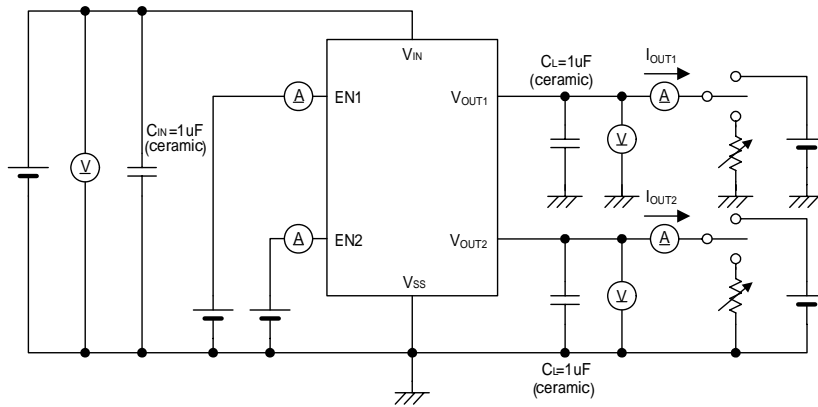 VIN
CL=1uF
(ceramic)
IOUT1
A
EN1
VOUT1
A
CIN=1uF
(ceramic)
V
V
IOUT2
A
EN2
VOUT2
A
VSS
V
CL=1uF
(ceramic)